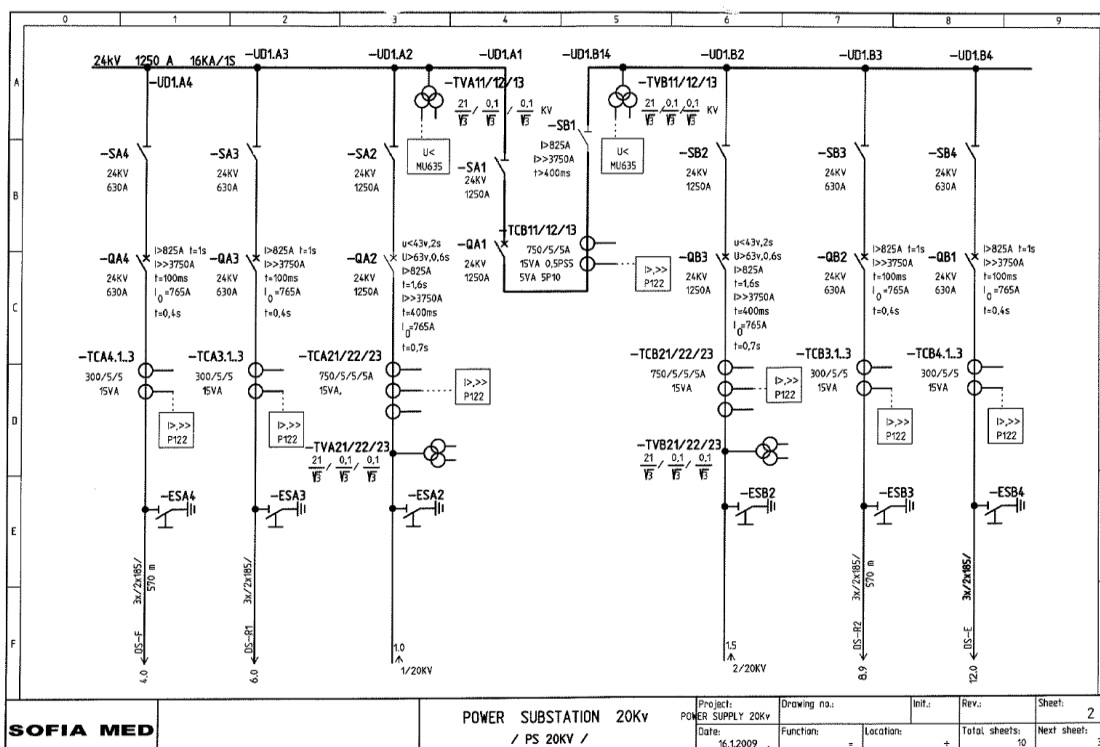 0 1 2 3 4 5 6 7 8 9
A
B
C
D
E
F
24kV 1250 A 16KA/1S
-UD1.A4
-UD1.A3
-UD1.A2
-UD1.A1
-UD1.B14
-UD1.B2
-UD1.B3
-UD1.B4
-TVA11/12/13
21/√3 / 0,1/√3 / 0,1/√3 KV
U<
MU635
-TVB11/12/13
21/√3 / 0,1/√3 / 0,1/√3 KV
U<
MU635
-SA4
24KV
630A
-SA3
24KV
630A
-SA2
24KV
1250A
-SA1
24KV
1250A
-SB1
I>825A
I>>3750A
t>400ms
-SB2
24KV
1250A
-SB3
24KV
630A
-SB4
24KV
630A
-QA4
24KV
630A
I>825A t=1s
I>>3750A
t=100ms
I0=765A
t=0,4s
-QA3
24KV
630A
I>825A t=1s
I>>3750A
t=100ms
I0=765A
t=0,4s
-QA2
24KV
1250A
u<43v,2s
U>63v,0,6s
I>825A
t=1,6s
I>>3750A
t=400ms
I0=765A
t=0,7s
-QA1
24KV
1250A
-TCB11/12/13
750/5/5A
15VA 0,5PS5
5VA 5P10
I>,>>
P122
-QB3
24KV
1250A
u<43v,2s
U>63v,0,6s
I>825A
t=1,6s
I>>3750A
t=400ms
I0=765A
t=0,7s
-QB2
24KV
630A
I>825A t=1s
I>>3750A
t=100ms
I0=765A
t=0,4s
-QB1
24KV
630A
I>825A t=1s
I>>3750A
t=100ms
I0=765A
t=0,4s
-TCA4.1..3
300/5/5
15VA
I>,>>
P122
-TCA3.1..3
300/5/5
15VA
I>,>>
P122
-TCA21/22/23
750/5/5/5A
15VA.
I>,>>
P122
-TCB21/22/23
750/5/5/5A
15VA
I>,>>
P122
-TCB3.1..3
300/5/5
15VA
I>,>>
P122
-TCB4.1..3
300/5/5
15VA
I>,>>
P122
-TVA21/22/23
21/√3 / 0,1/√3 / 0,1/√3
-TVB21/22/23
21/√3 / 0,1/√3 / 0,1/√3
-ESA4
-ESA3
-ESA2
-ESB2
-ESB3
-ESB4
3x/2x185/
570 m
DS-F
4.0
3x/2x185/
DS-R1
6.0
1.0
1/20KV
1.5
2/20KV
3x/2x185/
570 m
DS-R2
8.9
3x/2x185/
DS-E
12.0
SOFIA MED
POWER SUBSTATION 20Kv
/ PS 20KV /
Project:
POWER SUPPLY 20Kv
Drawing no.:
Init.:
Rev.:
Sheet:
2
Date:
16.1.2009
Function:
=
Location:
+
Total sheets:
10
Next sheet: